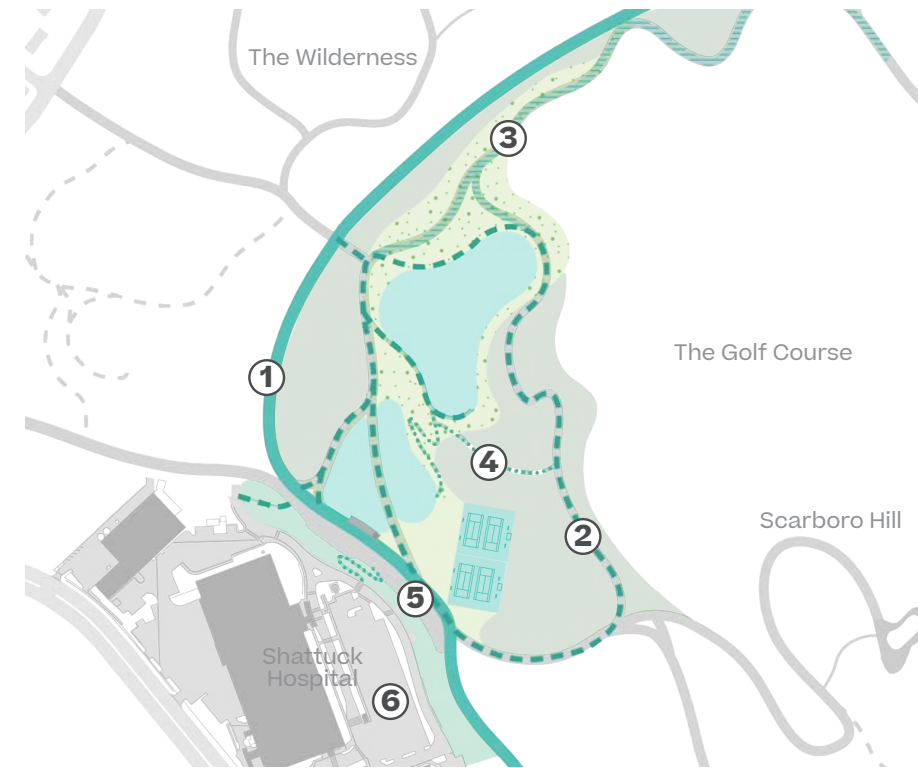 The Wilderness
3
The Golf Course
1
4
Scarboro Hill
2
5
Shattuck
Hospital
6